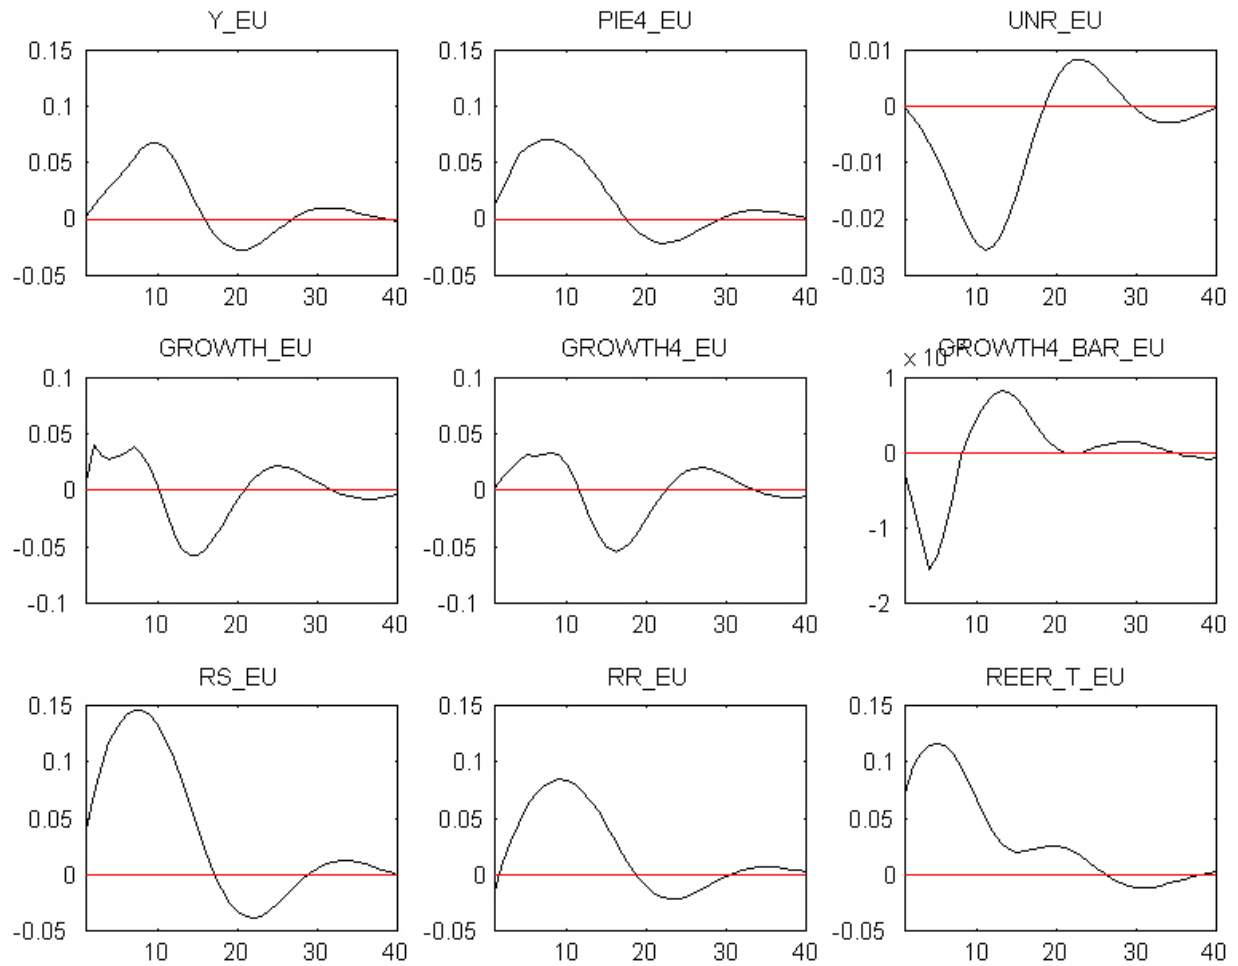 Y_EU PIE4_EU UNR_EU
0.15 0.15 0.01
0.1 0.1 0
0.05 0.05 -0.01
0 0 -0.02
-0.05 -0.05 -0.03
10 20 30 40 10 20 30 40 10 20 30 40
GROWTH_EU GROWTH4_EU GROWTH4_BAR_EU
× 10
0.1 0.1 1
0.05 0.05 0
0 0 -1
-0.05 -0.05
-0.1 -0.1 -2
10 20 30 40 10 20 30 40 10 20 30 40
RS_EU RR_EU REER_T_EU
0.15 0.15 0.15
0.1 0.1 0.1
0.05 0.05 0.05
0 0 0
-0.05 -0.05 -0.05
10 20 30 40 10 20 30 40 10 20 30 40